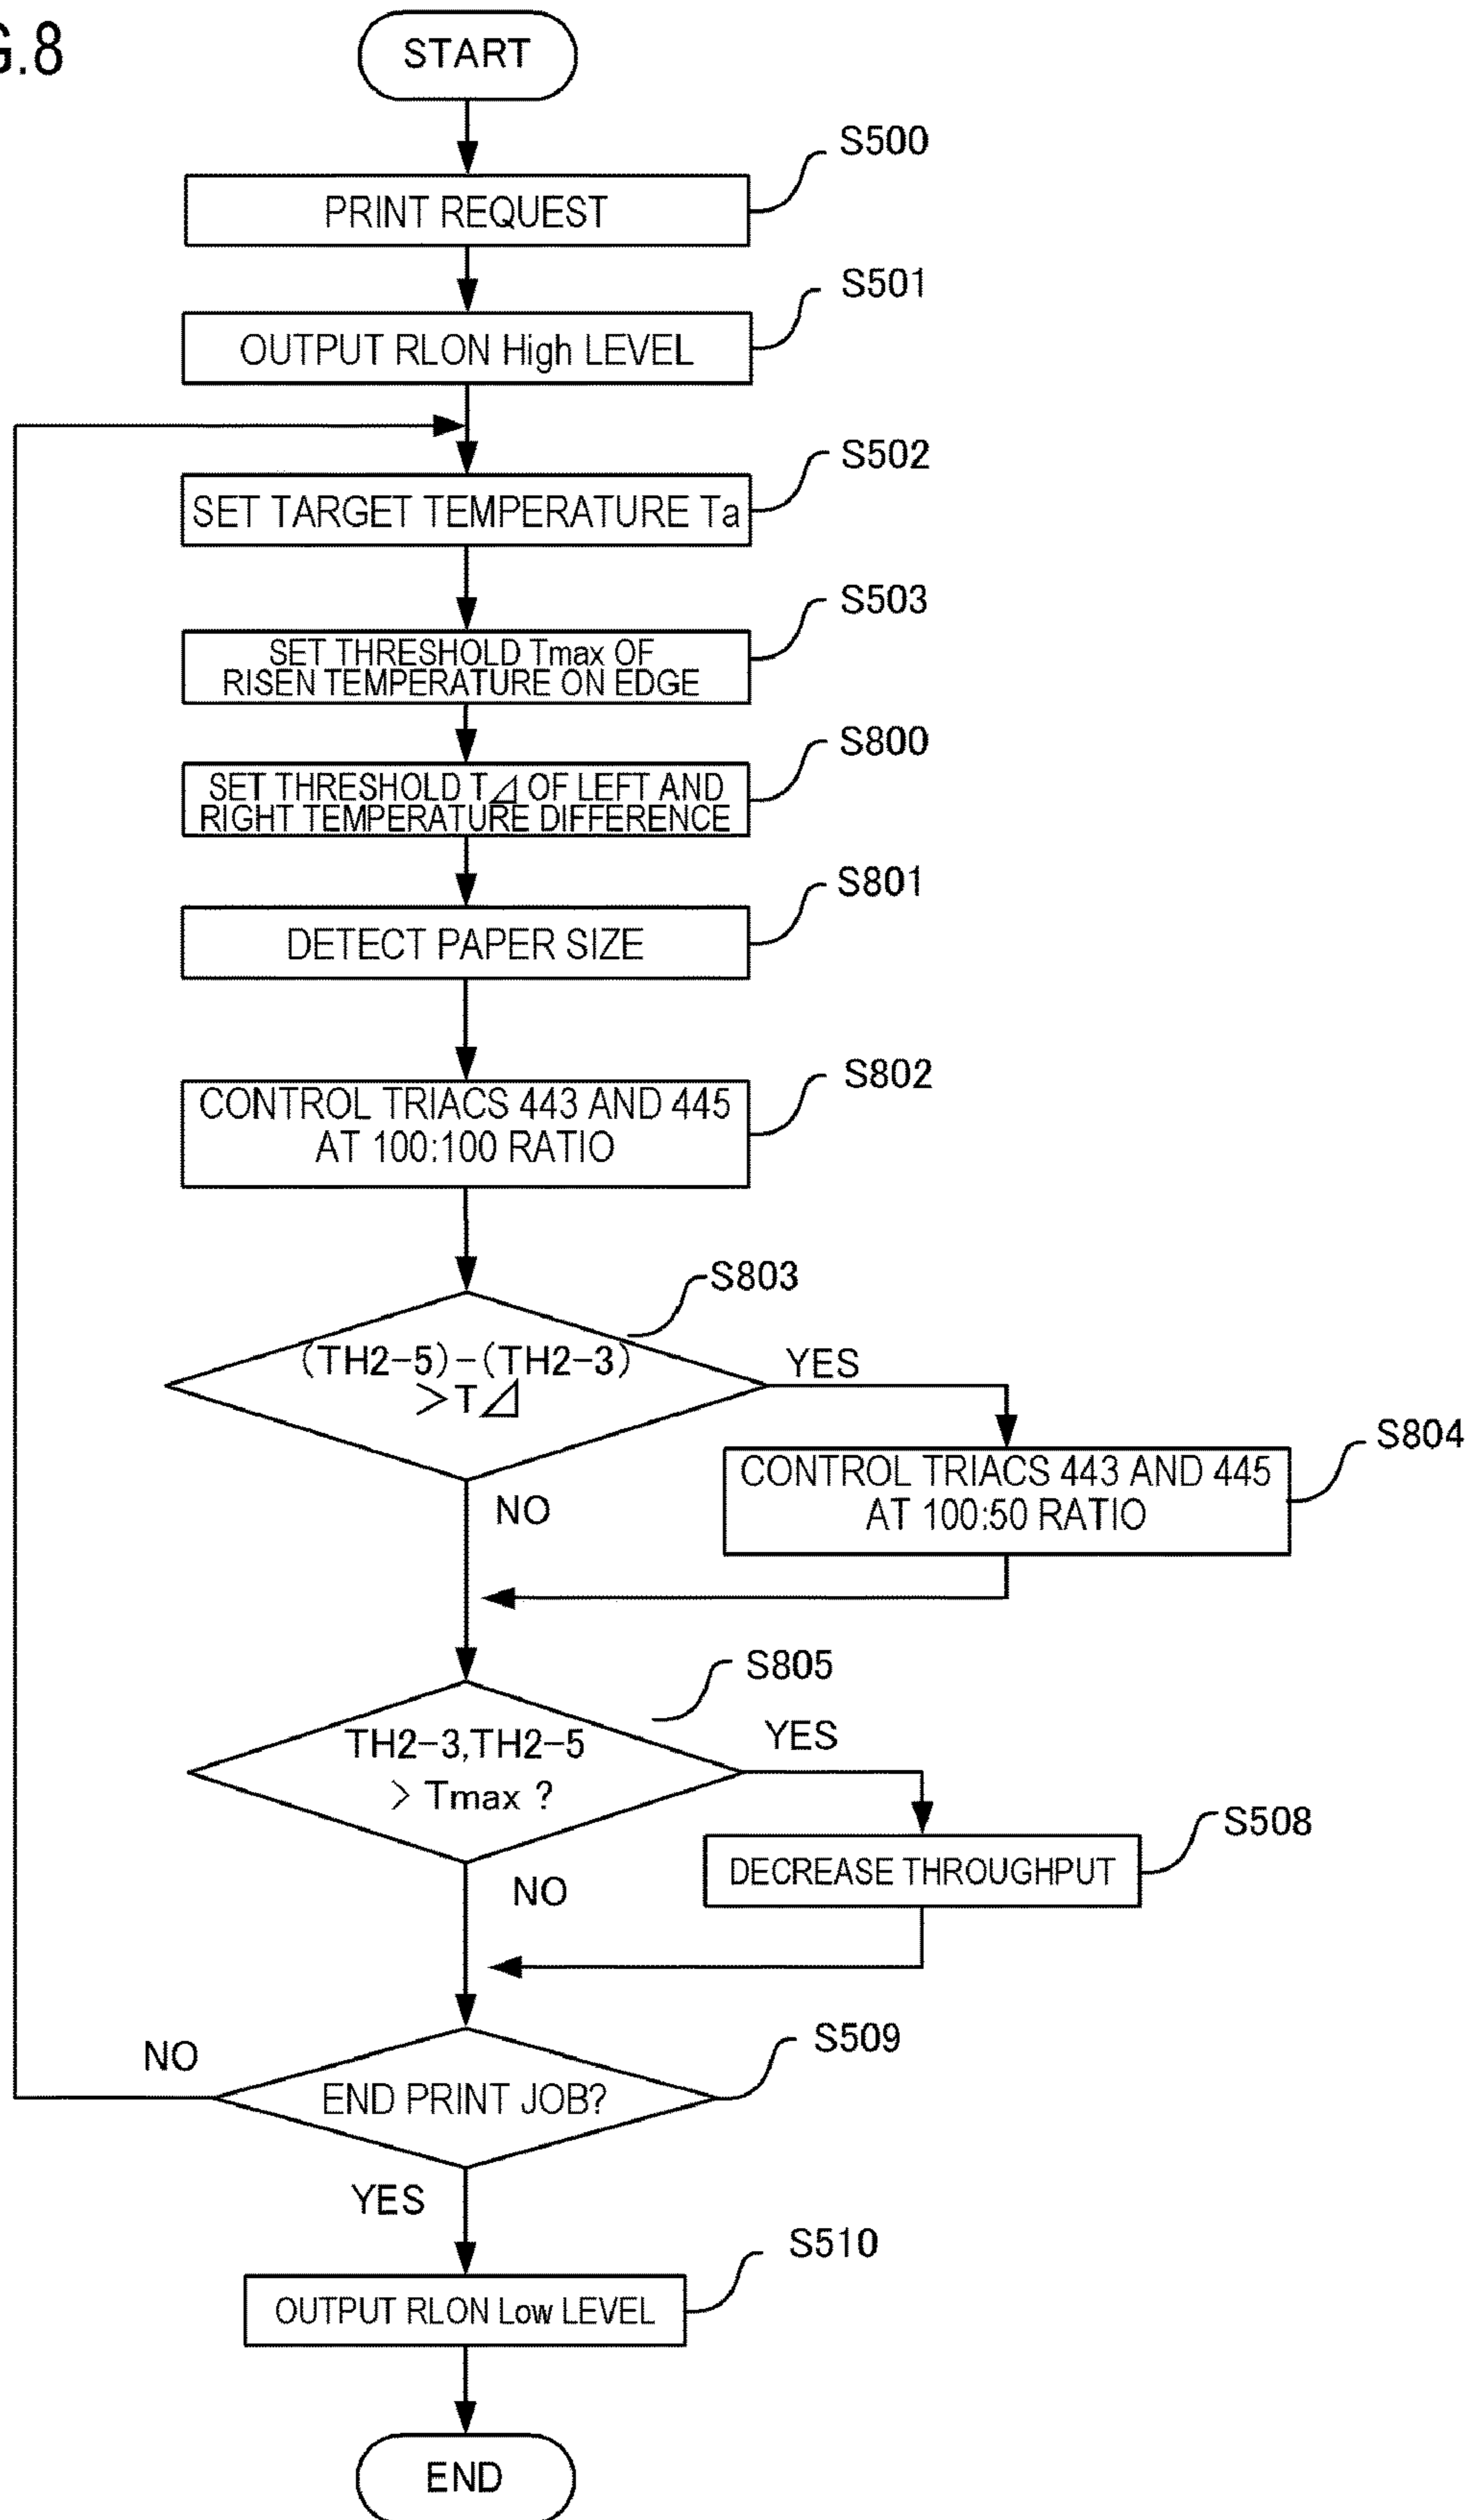 G.8
START
S500
PRINT REQUEST
S501
OUTPUT RLON High LEVEL
S502
SET TARGET TEMPERATURE Ta
S503
SET THRESHOLD Tmax OF
RISEN TEMPERATURE ON EDGE
S800
SET THRESHOLD T⊿ OF LEFT AND
RIGHT TEMPERATURE DIFFERENCE
S801
DETECT PAPER SIZE
S802
CONTROL TRIACS 443 AND 445
AT 100:100 RATIO
S803
(TH2-5)-(TH2-3)
>T⊿
YES
S804
CONTROL TRIACS 443 AND 445
AT 100:50 RATIO
NO
S805
TH2-3,TH2-5
> Tmax ?
YES
S508
DECREASE THROUGHPUT
NO
S509
NO
END PRINT JOB?
YES
S510
OUTPUT RLON Low LEVEL
END